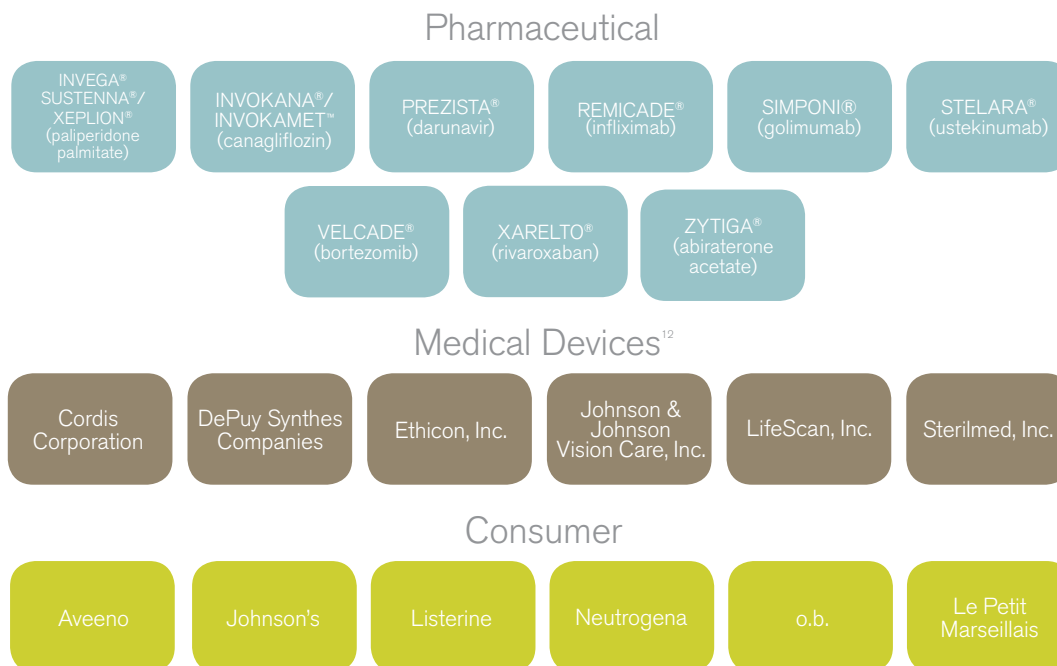 Pharmaceutical
INVEGA®
SUSTENNA®/
XEPLION®
(paliperidone
palmitate)
INVOKANA®/
INVOKAMET™
(canagliflozin)
PREZISTA®
(darunavir)
REMICADE®
(infliximab)
SIMPONI®
(golimumab)
STELARA®
(ustekinumab)
VELCADE®
(bortezomib)
XARELTO®
(rivaroxaban)
ZYTIGA®
(abiraterone
acetate)
Medical Devices¹²
Cordis
Corporation
DePuy Synthes
Companies
Ethicon, Inc.
Johnson &
Johnson
Vision Care, Inc.
LifeScan, Inc.
Sterilmed, Inc.
Consumer
Aveeno
Johnson's
Listerine
Neutrogena
o.b.
Le Petit
Marseillais